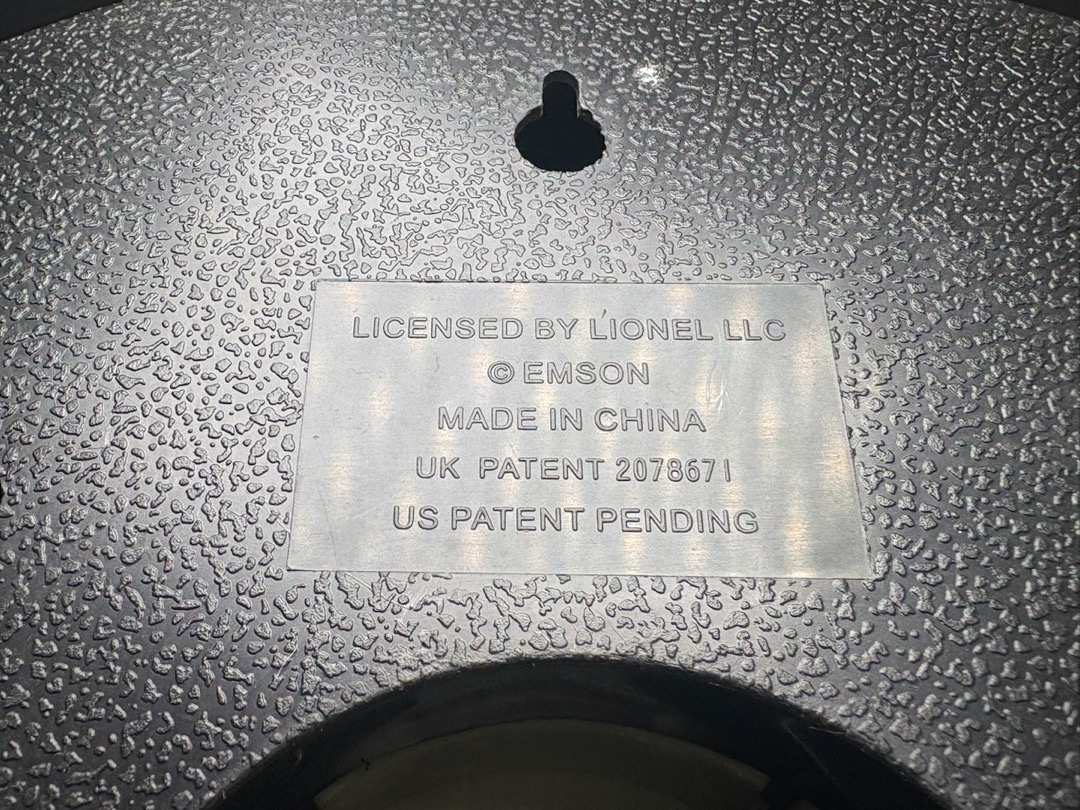 LICENSED BY LIONEL LLC
© EMSON
MADE IN CHINA
UK PATENT 2078671
US PATENT PENDING